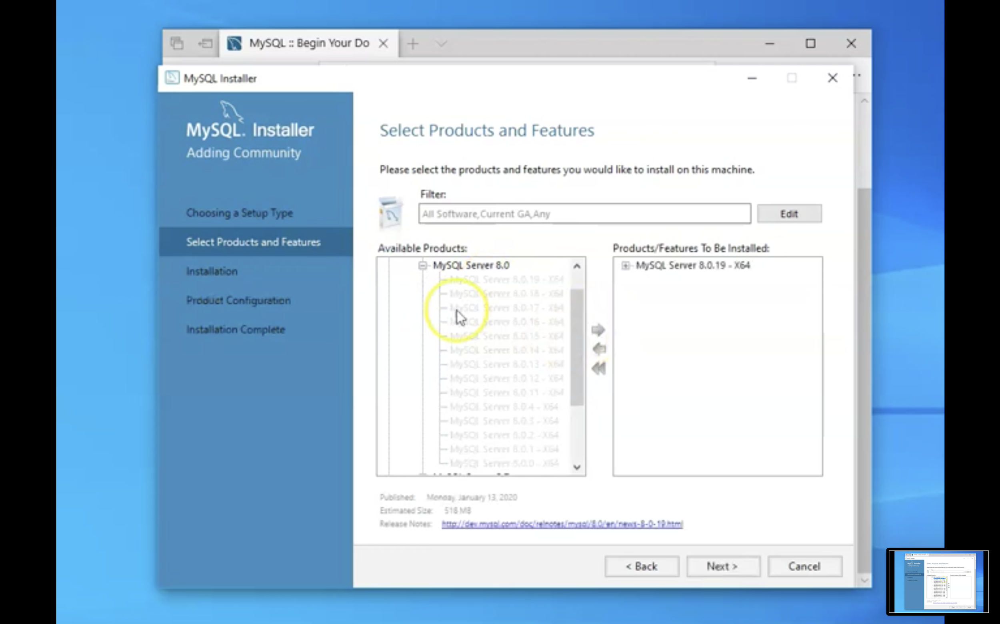 MySQL :: Begin Your Do
MySQL Installer
MySQL. Installer
Adding Community
Choosing a Setup Type
Select Products and Features
Installation
Product Configuration
Installation Complete
Select Products and Features
Please select the products and features you would like to install on this machine.
Filter:
All Software,Current GA,Any
Edit
Available Products:
MySQL Server 8.0
MySQL Server 8.0.19 - X64
MySQL Server 8.0.18 - X64
MySQL Server 8.0.17 - X64
MySQL Server 8.0.16 - X64
MySQL Server 8.0.15 - X64
MySQL Server 8.0.14 - X64
MySQL Server 8.0.13 - X64
MySQL Server 8.0.12 - X64
MySQL Server 8.0.11 - X64
MySQL Server 8.0.4 - X64
MySQL Server 8.0.3 - X64
MySQL Server 8.0.2 - X64
MySQL Server 8.0.1 - X64
MySQL Server 8.0.0 - X64
Products/Features To Be Installed:
MySQL Server 8.0.19 - X64
Published: Monday, January 13, 2020
Estimated Size: 518 MB
Release Notes: http://dev.mysql.com/doc/relnotes/mysql/8.0/en/news-8-0-19.html
< Back
Next >
Cancel